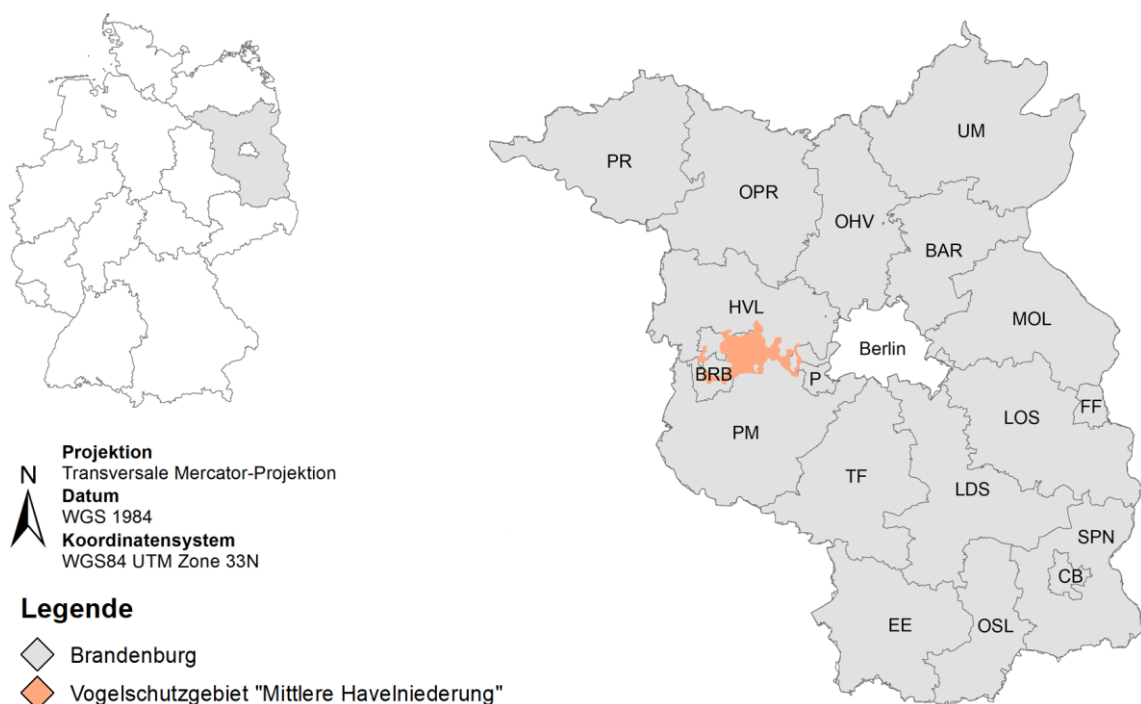 PR
OPR
OHV
UM
BAR
HVL
MOL
Berlin
BRB
P
FF
PM
LOS
TF
LDS
SPN
CB
EE
OSL
N
Projektion
Transversale Mercator-Projektion
Datum
WGS 1984
Koordinatensystem
WGS84 UTM Zone 33N
Legende
Brandenburg
Vogelschutzgebiet "Mittlere Havelniederung"